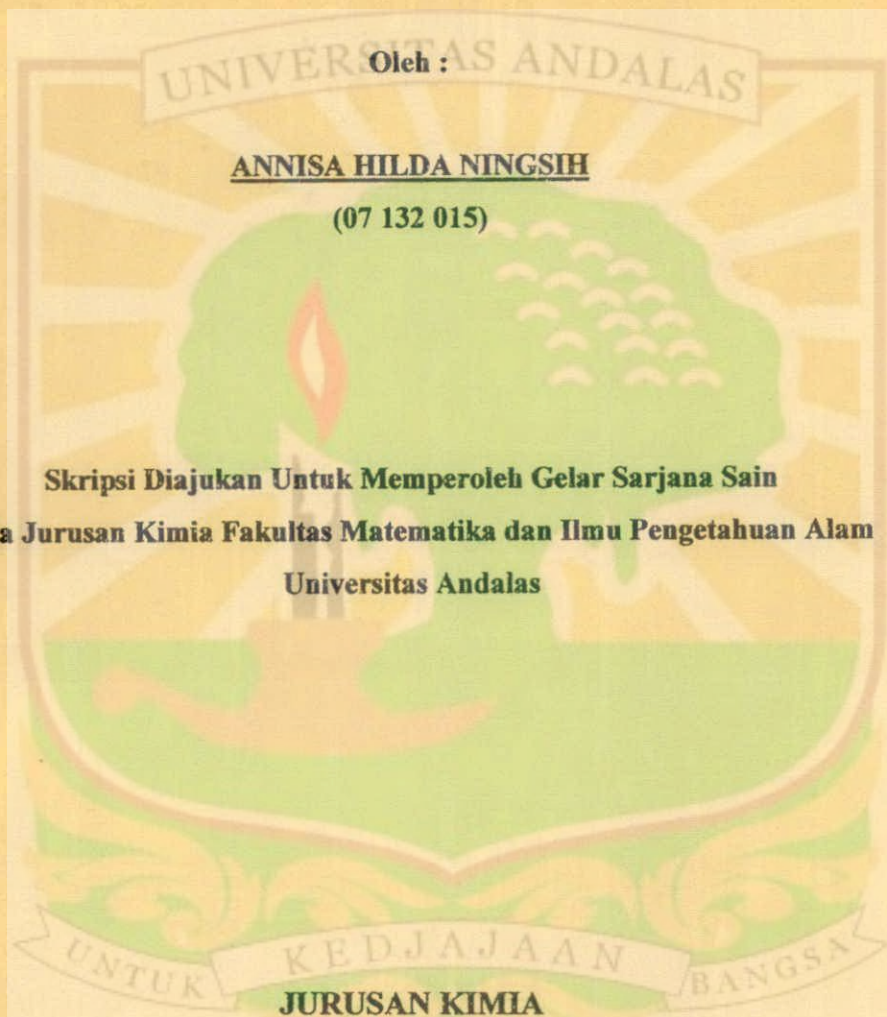 UNIVERSITAS ANDALAS
Oleh :
ANNISA HILDA NINGSIH
(07 132 015)
Skripsi Diajukan Untuk Memperoleh Gelar Sarjana Sain
a Jurusan Kimia Fakultas Matematika dan Ilmu Pengetahuan Alam
Universitas Andalas
UNTUK KEDJAJAAN BANGSA
JURUSAN KIMIA